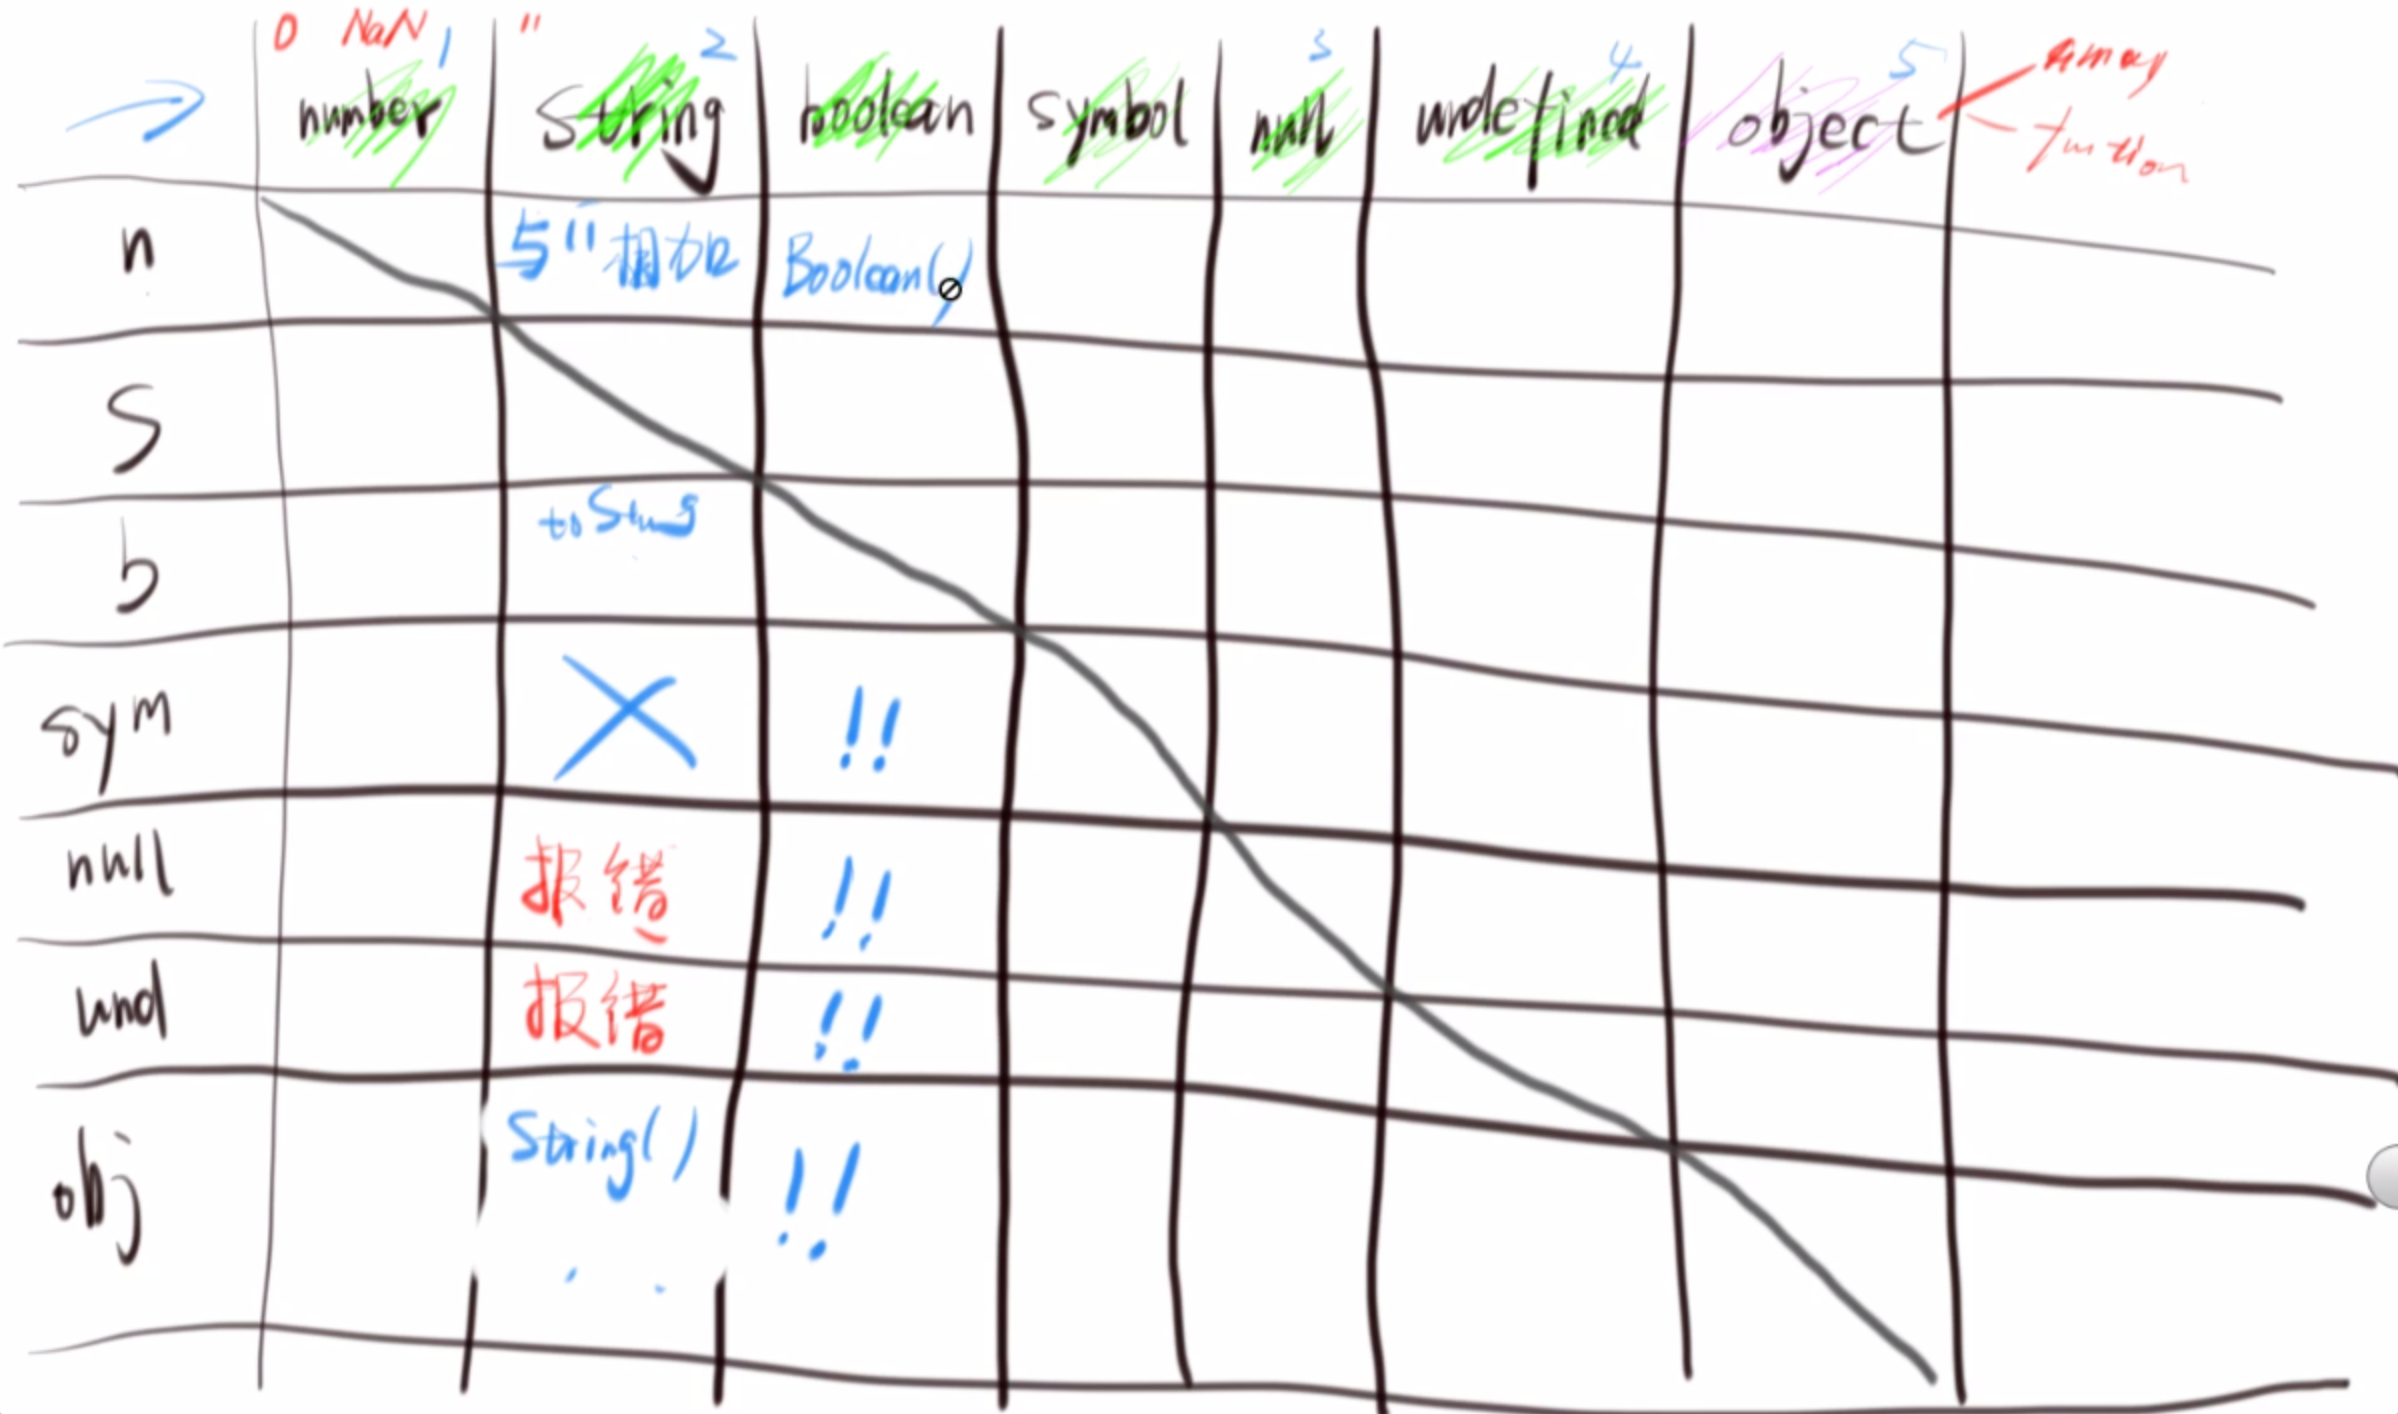 0 NaN 1 '' 2 3 4 5 array
number string boolean symbol null undefined object function
n 5 '' 相加 Boolean()
S
b toString
sym !!
null 报错 !!
und 报错 !!
obj String() !!